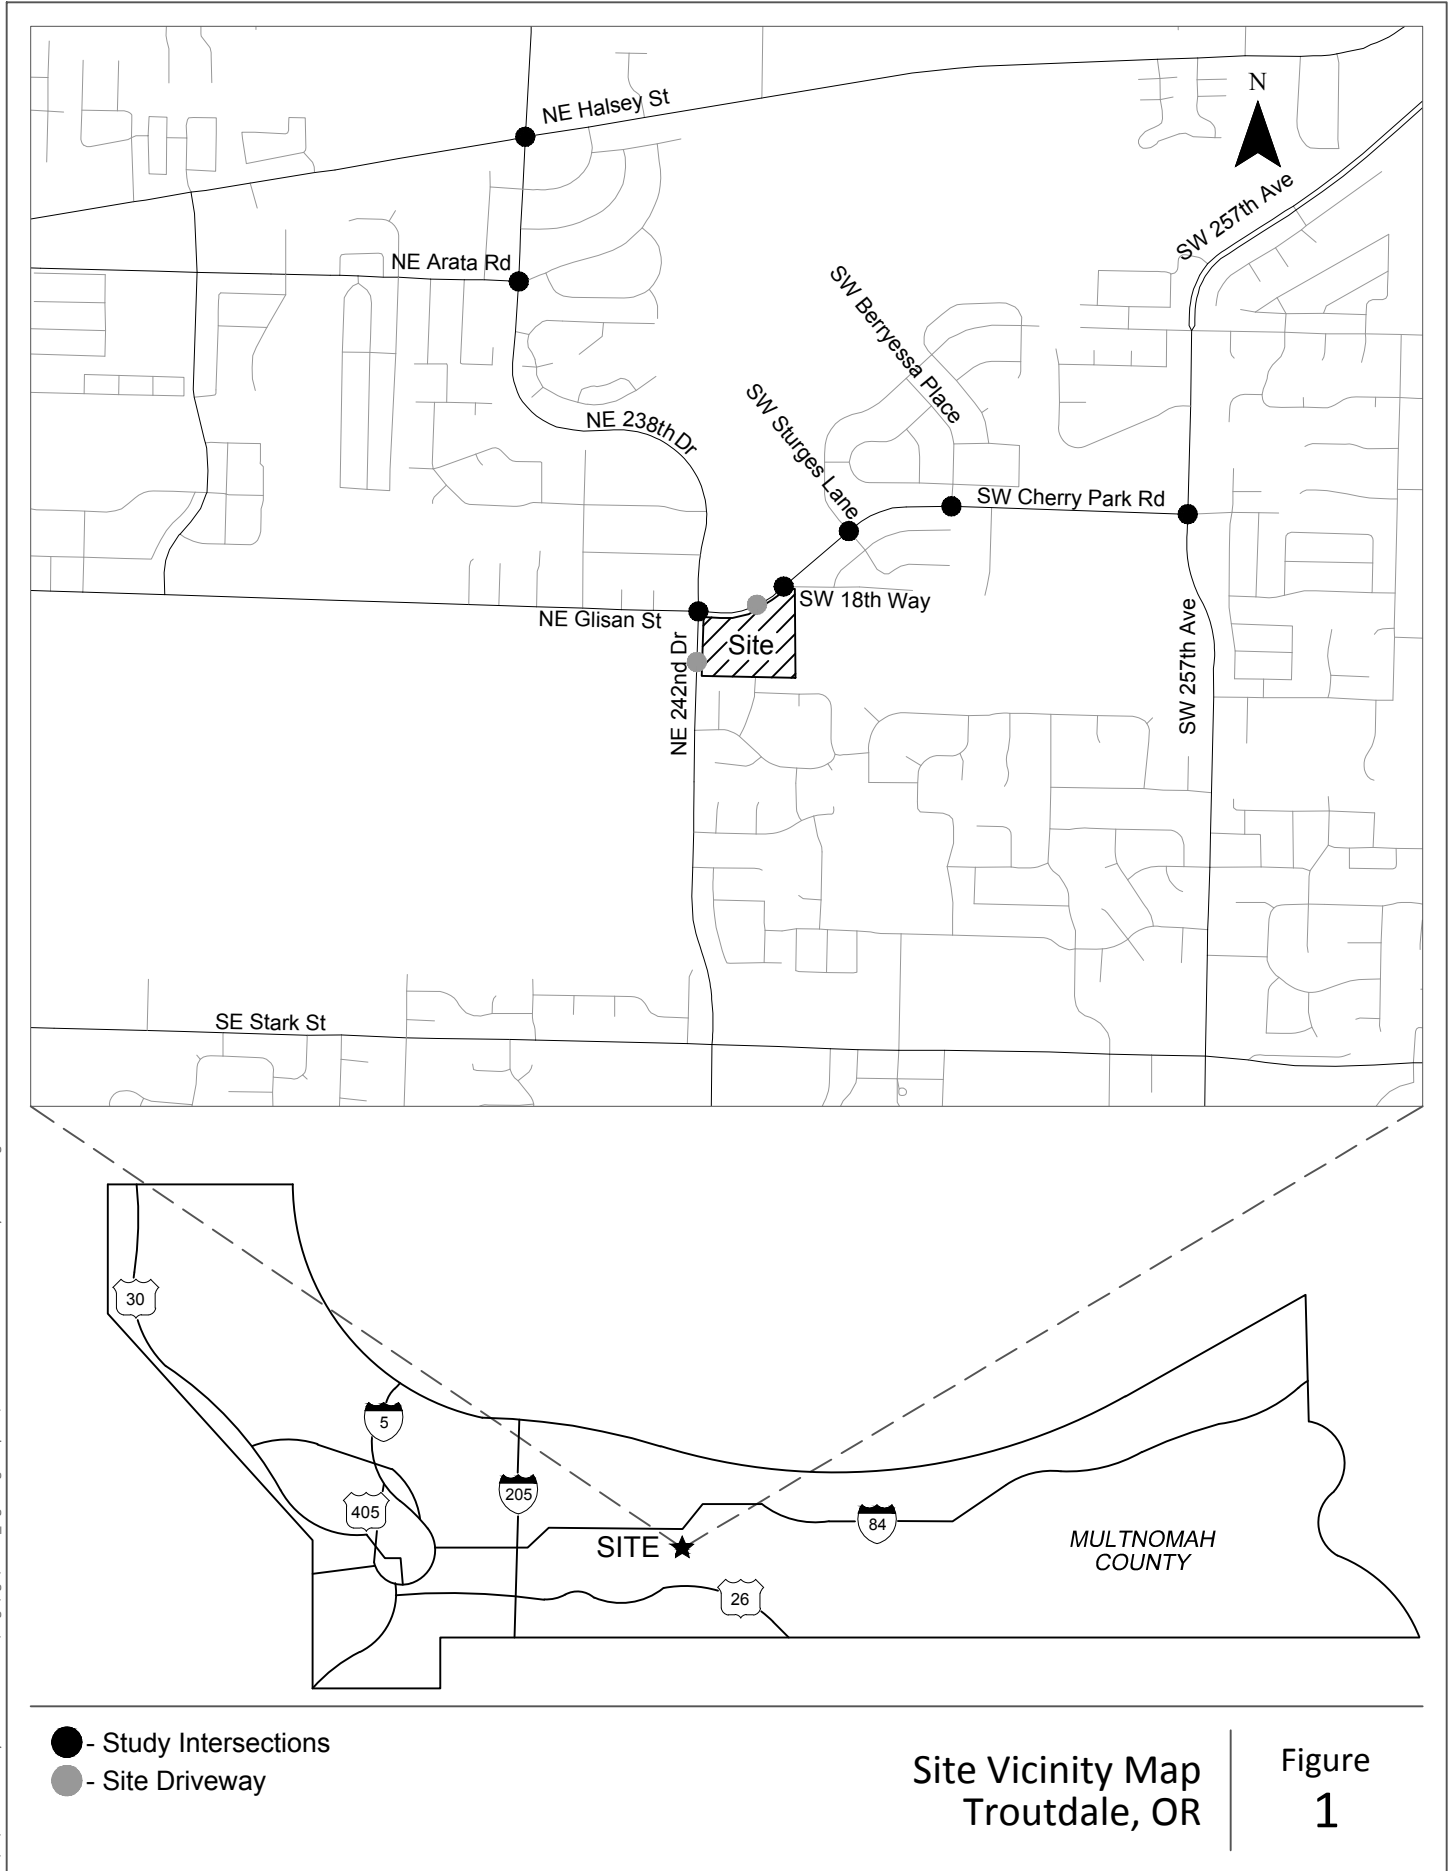 N
NE Halsey St
SW 257th Ave
NE Arata Rd
SW Berryessa Place
SW Sturges Lane
NE 238th Dr
SW Cherry Park Rd
SW 18th Way
NE Glisan St
Site
NE 242nd Dr
SW 257th Ave
SE Stark St
30
5
205
405
84
SITE
MULTNOMAH
COUNTY
26
- Study Intersections
- Site Driveway
Site Vicinity Map
Troutdale, OR
Figure
1